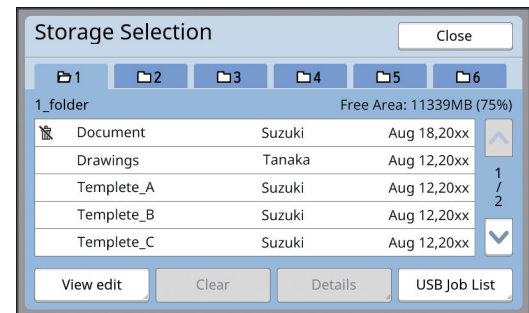 Storage Selection
Close
1 2 3 4 5 6
1_folder Free Area: 11339MB (75%)
Document Suzuki Aug 18,20xx
Drawings Tanaka Aug 12,20xx
Templete_A Suzuki Aug 12,20xx
Templete_B Suzuki Aug 12,20xx
Templete_C Suzuki Aug 12,20xx
1
/
2
View edit Clear Details USB Job List